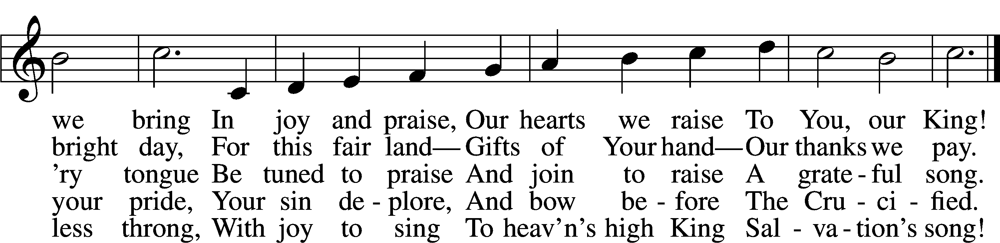 we bring In joy and praise, Our hearts we raise To You, our King!
bright day, For this fair land— Gifts of Your hand— Our thanks we pay.
’ry tongue Be tuned to praise And join to raise A grate - ful song.
your pride, Your sin de - plore, And bow be - fore The Cru - ci - fied.
less throng, With joy to sing To heav’n’s high King Sal - va - tion’s song!